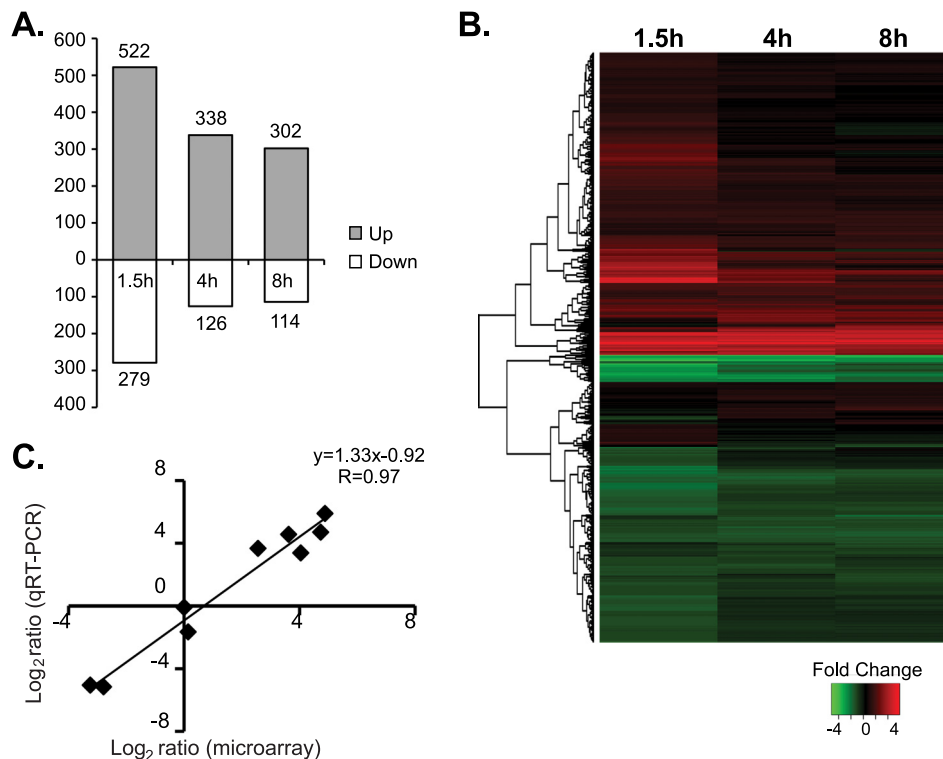 A.
600
500
400
300
200
100
0
100
200
300
400
522
338
302
1.5h
4h
8h
279
126
114
Up
Down
B.
1.5h
4h
8h
Fold Change
-4
0
4
C.
y=1.33x-0.92
R=0.97
8
4
0
-4
-8
-4
4
8
Log2 ratio (qRT-PCR)
Log2 ratio (microarray)